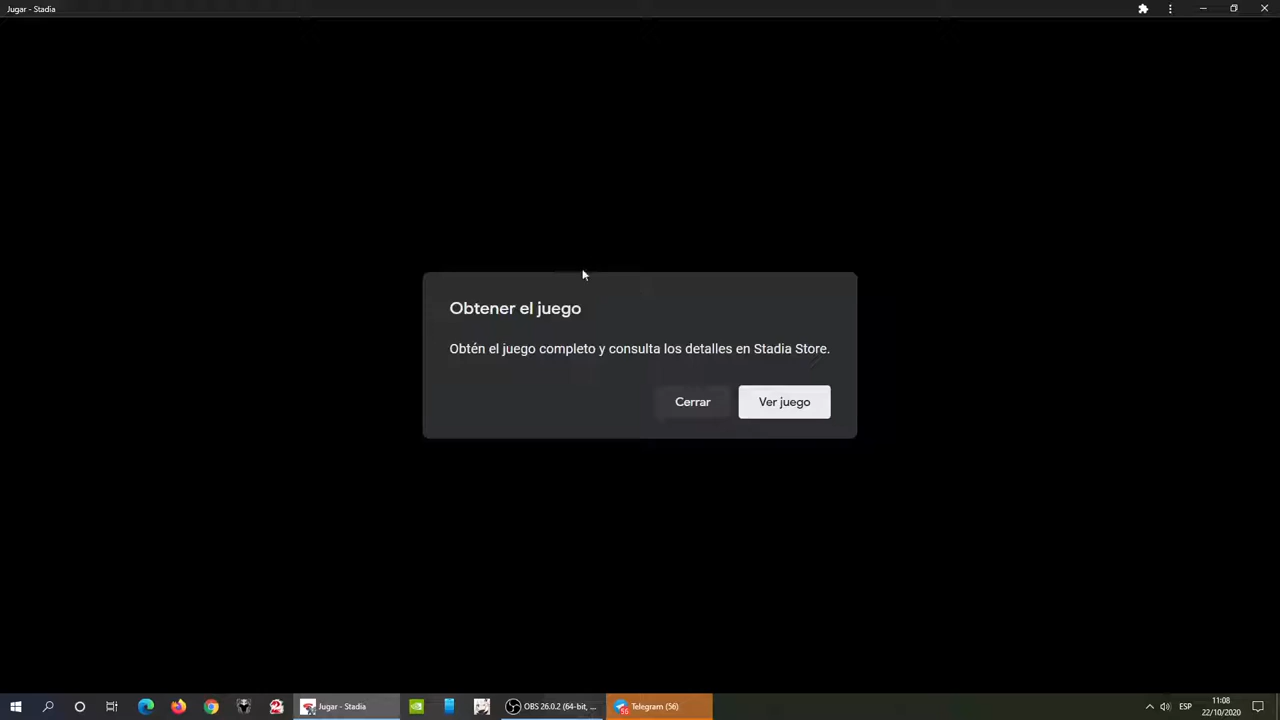 Jugar - Stadia
Obtener el juego
Obtén el juego completo y consulta los detalles en Stadia Store.
Cerrar
Ver juego
Jugar - Stadia
OBS 26.0.2 (64-bit, ...
56
Telegram (56)
ESP
11:08
22/10/2020